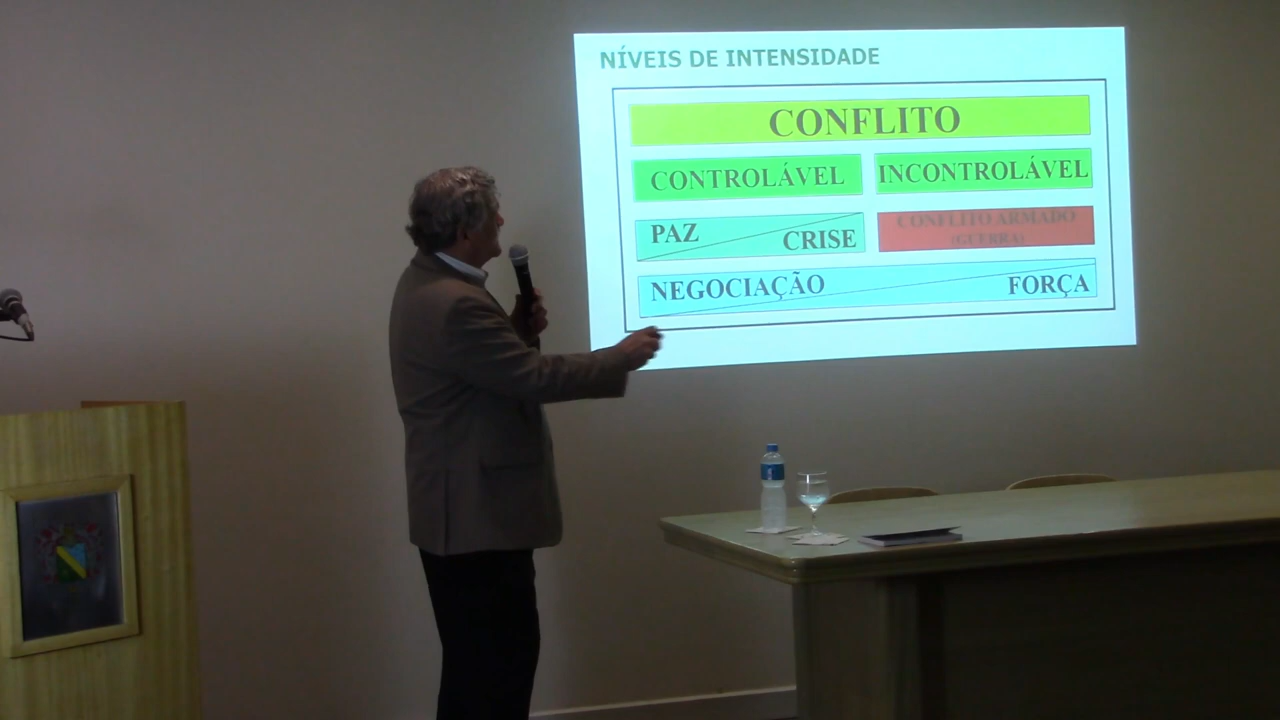 NÍVEIS DE INTENSIDADE
CONFLITO
CONTROLÁVEL INCONTROLÁVEL
PAZ CRISE CONFLITO ARMADO
(GUERRA)
NEGOCIAÇÃO FORÇA